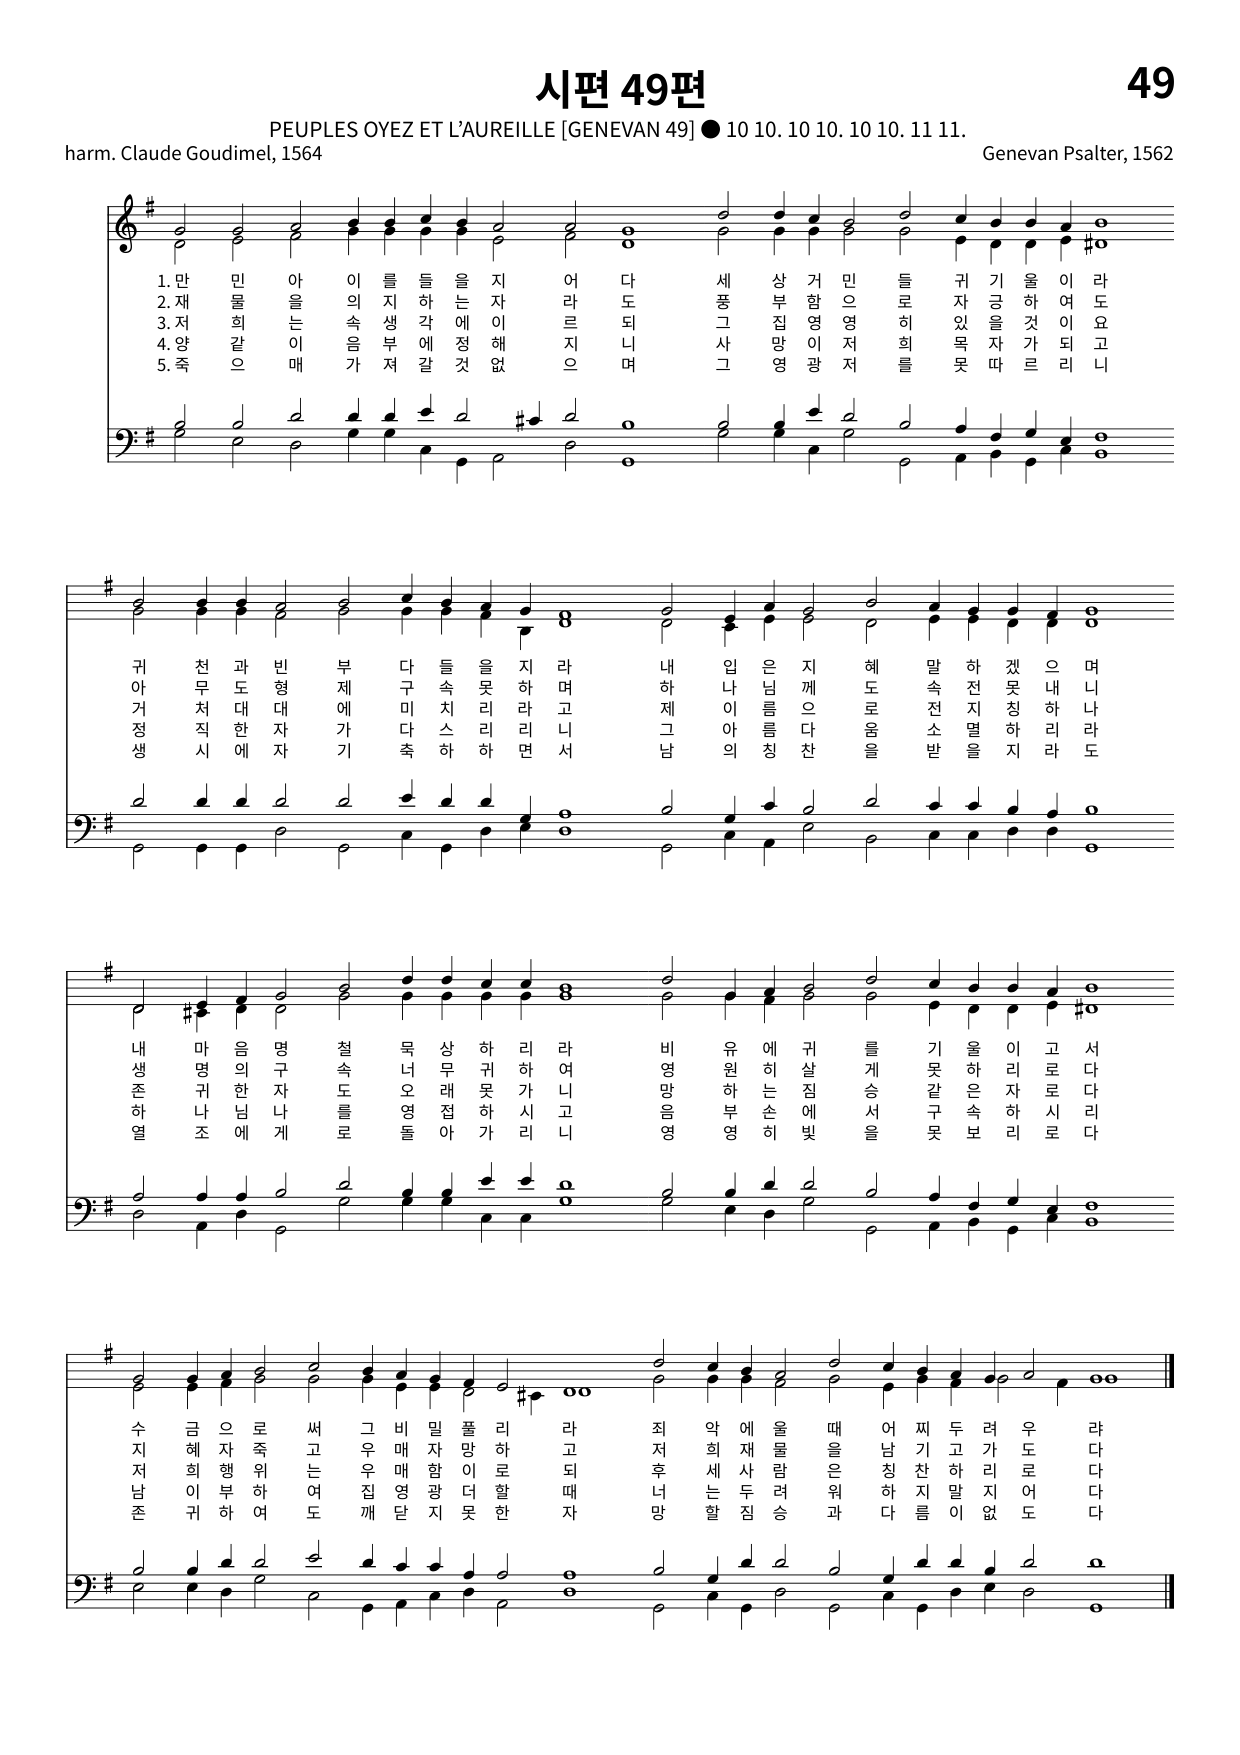 시편 49편
49
PEUPLES OYEZ ET L’AUREILLE [GENEVAN 49] ● 10 10. 10 10. 10 10. 11 11.
harm. Claude Goudimel, 1564
Genevan Psalter, 1562
1. 만 민 아 이 를 들 을 지 어 다 세 상 거 민 들 귀 기 울 이 라
2. 재 물 을 의 지 하 는 자 라 도 풍 부 함 으 로 자 긍 하 여 도
3. 저 희 는 속 생 각 에 이 르 되 그 집 영 영 히 있 을 것 이 요
4. 양 같 이 음 부 에 정 해 지 니 사 망 이 저 희 목 자 가 되 고
5. 죽 으 매 가 져 갈 것 없 으 며 그 영 광 저 를 못 따 르 리 니
귀 천 과 빈 부 다 들 을 지 라 내 입 은 지 혜 말 하 겠 으 며
아 무 도 형 제 구 속 못 하 며 하 나 님 께 도 속 전 못 내 니
거 처 대 대 에 미 치 리 라 고 제 이 름 으 로 전 지 칭 하 나
정 직 한 자 가 다 스 리 리 니 그 아 름 다 움 소 멸 하 리 라
생 시 에 자 기 축 하 하 면 서 남 의 칭 찬 을 받 을 지 라 도
내 마 음 명 철 묵 상 하 리 라 비 유 에 귀 를 기 울 이 고 서
생 명 의 구 속 너 무 귀 하 여 영 원 히 살 게 못 하 리 로 다
존 귀 한 자 도 오 래 못 가 니 망 하 는 짐 승 같 은 자 로 다
하 나 님 나 를 영 접 하 시 고 음 부 손 에 서 구 속 하 시 리
열 조 에 게 로 돌 아 가 리 니 영 영 히 빛 을 못 보 리 로 다
수 금 으 로 써 그 비 밀 풀 리 라 죄 악 에 울 때 어 찌 두 려 우 랴
지 혜 자 죽 고 우 매 자 망 하 고 저 희 재 물 을 남 기 고 가 도 다
저 희 행 위 는 우 매 함 이 로 되 후 세 사 람 은 칭 찬 하 리 로 다
남 이 부 하 여 집 영 광 더 할 때 너 는 두 려 워 하 지 말 지 어 다
존 귀 하 여 도 깨 닫 지 못 한 자 망 할 짐 승 과 다 름 이 없 도 다